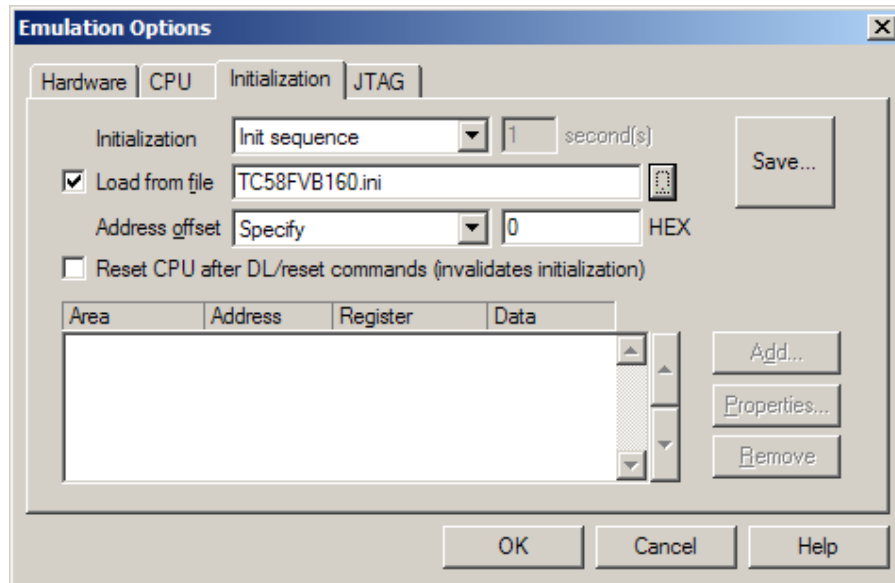 Emulation Options
Hardware CPU Initialization JTAG
Initialization Init sequence 1 second(s)
Save...
Load from file TC58FVB160.ini
Address offset Specify 0 HEX
Reset CPU after DL/reset commands (invalidates initialization)
Area Address Register Data
Add...
Properties...
Remove
OK Cancel Help